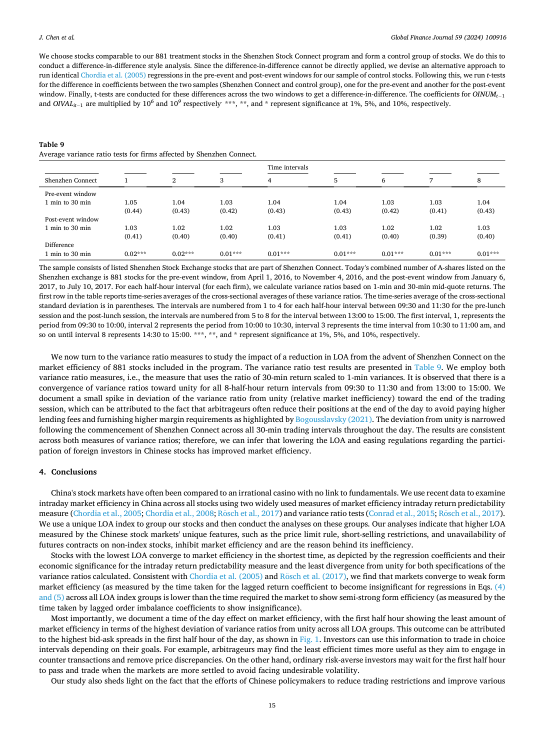 J. Chen et al.
Global Finance Journal 59 (2024) 100916
We choose stocks comparable to our 881 treatment stocks in the Shenzhen Stock Connect program and form a control group of stocks. We do this to
conduct a difference-in-difference style analysis. Since the difference-in-difference cannot be directly applied, we devise an alternative approach to
run identical Chordia et al. (2005) regressions in the pre-event and post-event windows for our sample of control stocks. Following this, we run t-tests
for the difference in coefficients between the two samples (Shenzhen Connect and control group), one for the pre-event and another for the post-event
window. Finally, t-tests are conducted for these differences across the two windows to get a difference-in-difference. The coefficients for OINUMₜ₋₁
and OIVALₙ₋₁ are multiplied by 10⁶ and 10⁹ respectively ***, **, and * represent significance at 1%, 5%, and 10%, respectively.
Table 9
Average variance ratio tests for firms affected by Shenzhen Connect.
Time intervals
Shenzhen Connect 1 2 3 4 5 6 7 8
Pre-event window
1 min to 30 min 1.05 1.04 1.03 1.04 1.04 1.03 1.03 1.04
(0.44) (0.43) (0.42) (0.43) (0.43) (0.42) (0.41) (0.43)
Post-event window
1 min to 30 min 1.03 1.02 1.02 1.03 1.03 1.02 1.02 1.03
(0.41) (0.40) (0.40) (0.41) (0.41) (0.40) (0.39) (0.40)
Difference
1 min to 30 min 0.02*** 0.02*** 0.01*** 0.01*** 0.01*** 0.01*** 0.01*** 0.01***
The sample consists of listed Shenzhen Stock Exchange stocks that are part of Shenzhen Connect. Today's combined number of A-shares listed on the
Shenzhen exchange is 881 stocks for the pre-event window, from April 1, 2016, to November 4, 2016, and the post-event window from January 6,
2017, to July 10, 2017. For each half-hour interval (for each firm), we calculate variance ratios based on 1-min and 30-min mid-quote returns. The
first row in the table reports time-series averages of the cross-sectional averages of these variance ratios. The time-series average of the cross-sectional
standard deviation is in parentheses. The intervals are numbered from 1 to 4 for each half-hour interval between 09:30 and 11:30 for the pre-lunch
session and the post-lunch session, the intervals are numbered from 5 to 8 for the interval between 13:00 to 15:00. The first interval, 1, represents the
period from 09:30 to 10:00, interval 2 represents the period from 10:00 to 10:30, interval 3 represents the time interval from 10:30 to 11:00 am, and
so on until interval 8 represents 14:30 to 15:00. ***, **, and * represent significance at 1%, 5%, and 10%, respectively.
We now turn to the variance ratio measures to study the impact of a reduction in LOA from the advent of Shenzhen Connect on the
market efficiency of 881 stocks included in the program. The variance ratio test results are presented in Table 9. We employ both
variance ratio measures, i.e., the measure that uses the ratio of 30-min return scaled to 1-min variances. It is observed that there is a
convergence of variance ratios toward unity for all 8-half-hour return intervals from 09:30 to 11:30 and from 13:00 to 15:00. We
document a small spike in deviation of the variance ratio from unity (relative market inefficiency) toward the end of the trading
session, which can be attributed to the fact that arbitrageurs often reduce their positions at the end of the day to avoid paying higher
lending fees and furnishing higher margin requirements as highlighted by Bogousslavsky (2021). The deviation from unity is narrowed
following the commencement of Shenzhen Connect across all 30-min trading intervals throughout the day. The results are consistent
across both measures of variance ratios; therefore, we can infer that lowering the LOA and easing regulations regarding the partici-
pation of foreign investors in Chinese stocks has improved market efficiency.
4. Conclusions
China's stock markets have often been compared to an irrational casino with no link to fundamentals. We use recent data to examine
intraday market efficiency in China across all stocks using two widely used measures of market efficiency intraday return predictability
measure (Chordia et al., 2005; Chordia et al., 2008; Rösch et al., 2017) and variance ratio tests (Conrad et al., 2015; Rösch et al., 2017).
We use a unique LOA index to group our stocks and then conduct the analyses on these groups. Our analyses indicate that higher LOA
measured by the Chinese stock markets' unique features, such as the price limit rule, short-selling restrictions, and unavailability of
futures contracts on non-index stocks, inhibit market efficiency and are the reason behind its inefficiency.
Stocks with the lowest LOA converge to market efficiency in the shortest time, as depicted by the regression coefficients and their
economic significance for the intraday return predictability measure and the least divergence from unity for both specifications of the
variance ratios calculated. Consistent with Chordia et al. (2005) and Rösch et al. (2017), we find that markets converge to weak form
market efficiency (as measured by the time taken for the lagged return coefficient to become insignificant for regressions in Eqs. (4)
and (5) across all LOA index groups is lower than the time required the market to show semi-strong form efficiency (as measured by the
time taken by lagged order imbalance coefficients to show insignificance).
Most importantly, we document a time of the day effect on market efficiency, with the first half hour showing the least amount of
market efficiency in terms of the highest deviation of variance ratios from unity across all groups. This outcome can be attributed
to the highest bid-ask spreads in the first half hour of the day, as shown in Fig. 1. Investors can use this information to trade in choice
intervals depending on their goals. For example, arbitrageurs may find the least efficient times more useful as they aim to engage in
counter transactions and remove price discrepancies. On the other hand, ordinary risk-averse investors may wait for the first half hour
to pass and trade when the markets are more settled to avoid facing undesirable volatility.
Our study also sheds light on the fact that the efforts of Chinese policymakers to reduce trading restrictions and improve various
15